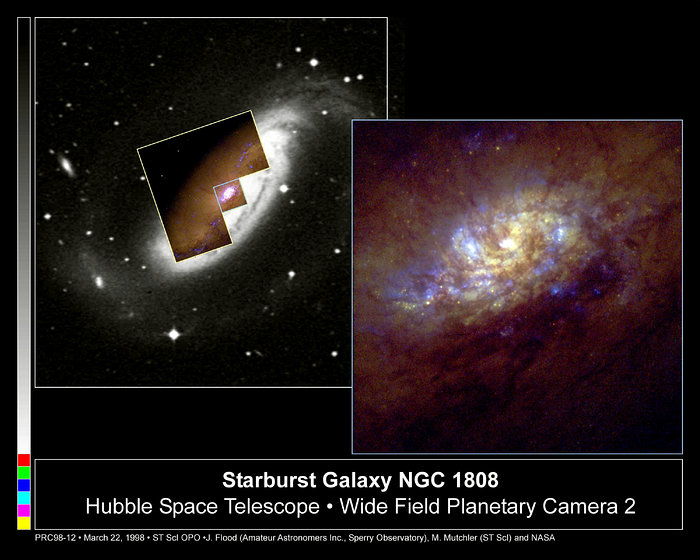 Starburst Galaxy NGC 1808
Hubble Space Telescope • Wide Field Planetary Camera 2
PRC98-12 • March 22, 1998 • ST ScI OPO •J. Flood (Amateur Astronomers Inc., Sperry Observatory), M. Mutchler (ST ScI) and NASA